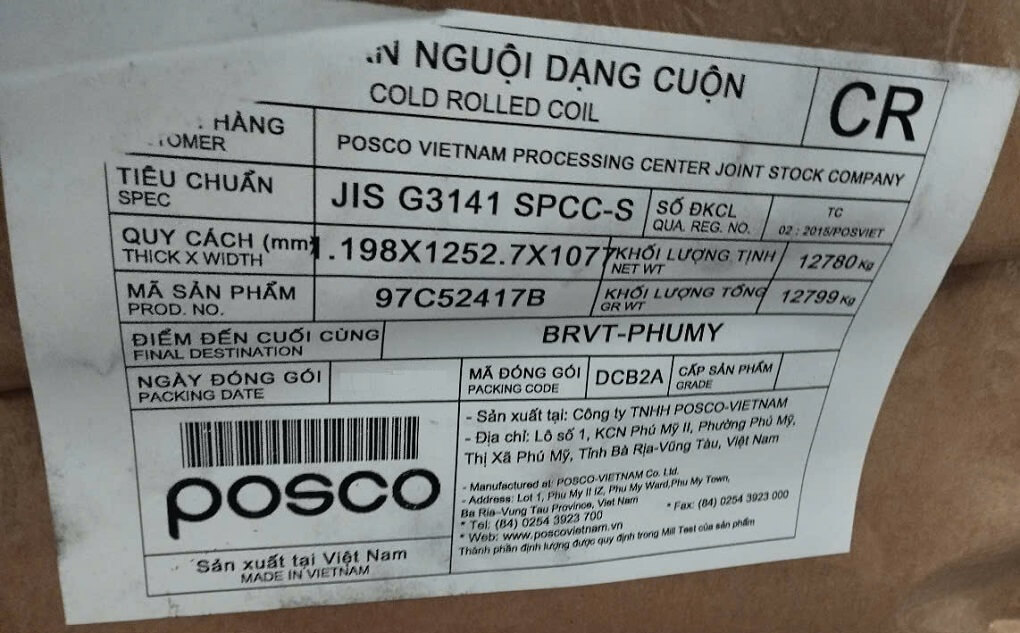 NGUỘI DẠNG CUỘN
COLD ROLLED COIL
CR
HÀNG
POSCO VIETNAM PROCESSING CENTER JOINT STOCK COMPANY
TIÊU CHUẨN
SPEC
JIS G3141 SPCC-S
SỐ ĐKCL
QUA. REG. NO.
TC
02 : 2015/POSVIET
QUY CÁCH (mm)
THICK X WIDTH
1.198X1252.7X1077
KHỐI LƯỢNG TỊNH
NET WT
12780 Kg
MÃ SẢN PHẨM
PROD. NO.
97C52417B
KHỐI LƯỢNG TỔNG
GR WT
12799 Kg
ĐIỂM ĐẾN CUỐI CÙNG
FINAL DESTINATION
BRVT-PHUMY
NGÀY ĐÓNG GÓI
PACKING DATE
MÃ ĐÓNG GÓI
PACKING CODE
DCB2A
CẤP SẢN PHẨM
GRADE
posco
Sản xuất tại Việt Nam
MADE IN VIETNAM
- Sản xuất tại: Công ty TNHH POSCO-VIETNAM
- Địa chỉ: Lô số 1, KCN Phú Mỹ II, Phường Phú Mỹ,
Thị Xã Phú Mỹ, Tỉnh Bà Rịa-Vũng Tàu, Việt Nam
- Manufactured at: POSCO-VIETNAM Co. Ltd.
- Address: Lot 1, Phu My II IZ, Phu My Ward,Phu My Town,
Ba Ria-Vung Tau Province, Viet Nam
* Tel: (84) 0254 3923 700 * Fax: (84) 0254 3923 000
* Web: www.poscovietnam.vn
Thành phần định lượng được quy định trong Mill Test của sản phẩm